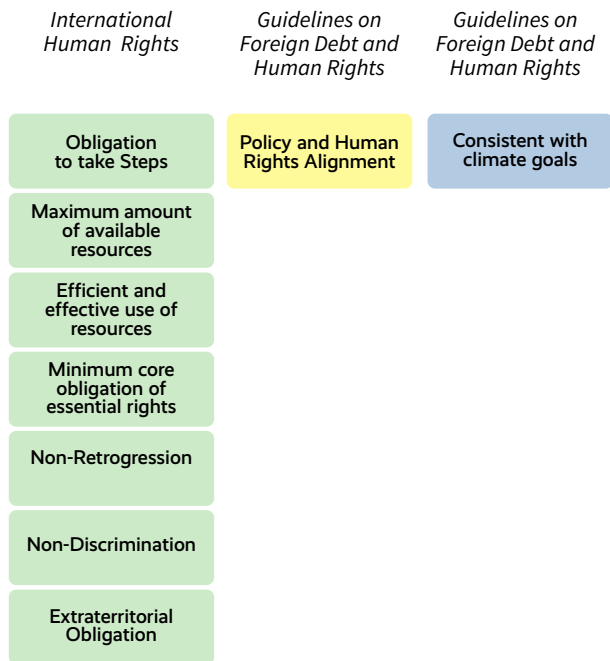 International
Human Rights
Guidelines on
Foreign Debt and
Human Rights
Guidelines on
Foreign Debt and
Human Rights
Obligation
to take Steps
Policy and Human
Rights Alignment
Consistent with
climate goals
Maximum amount
of available
resources
Efficient and
effective use of
resources
Minimum core
obligation of
essential rights
Non-Retrogression
Non-Discrimination
Extraterritorial
Obligation